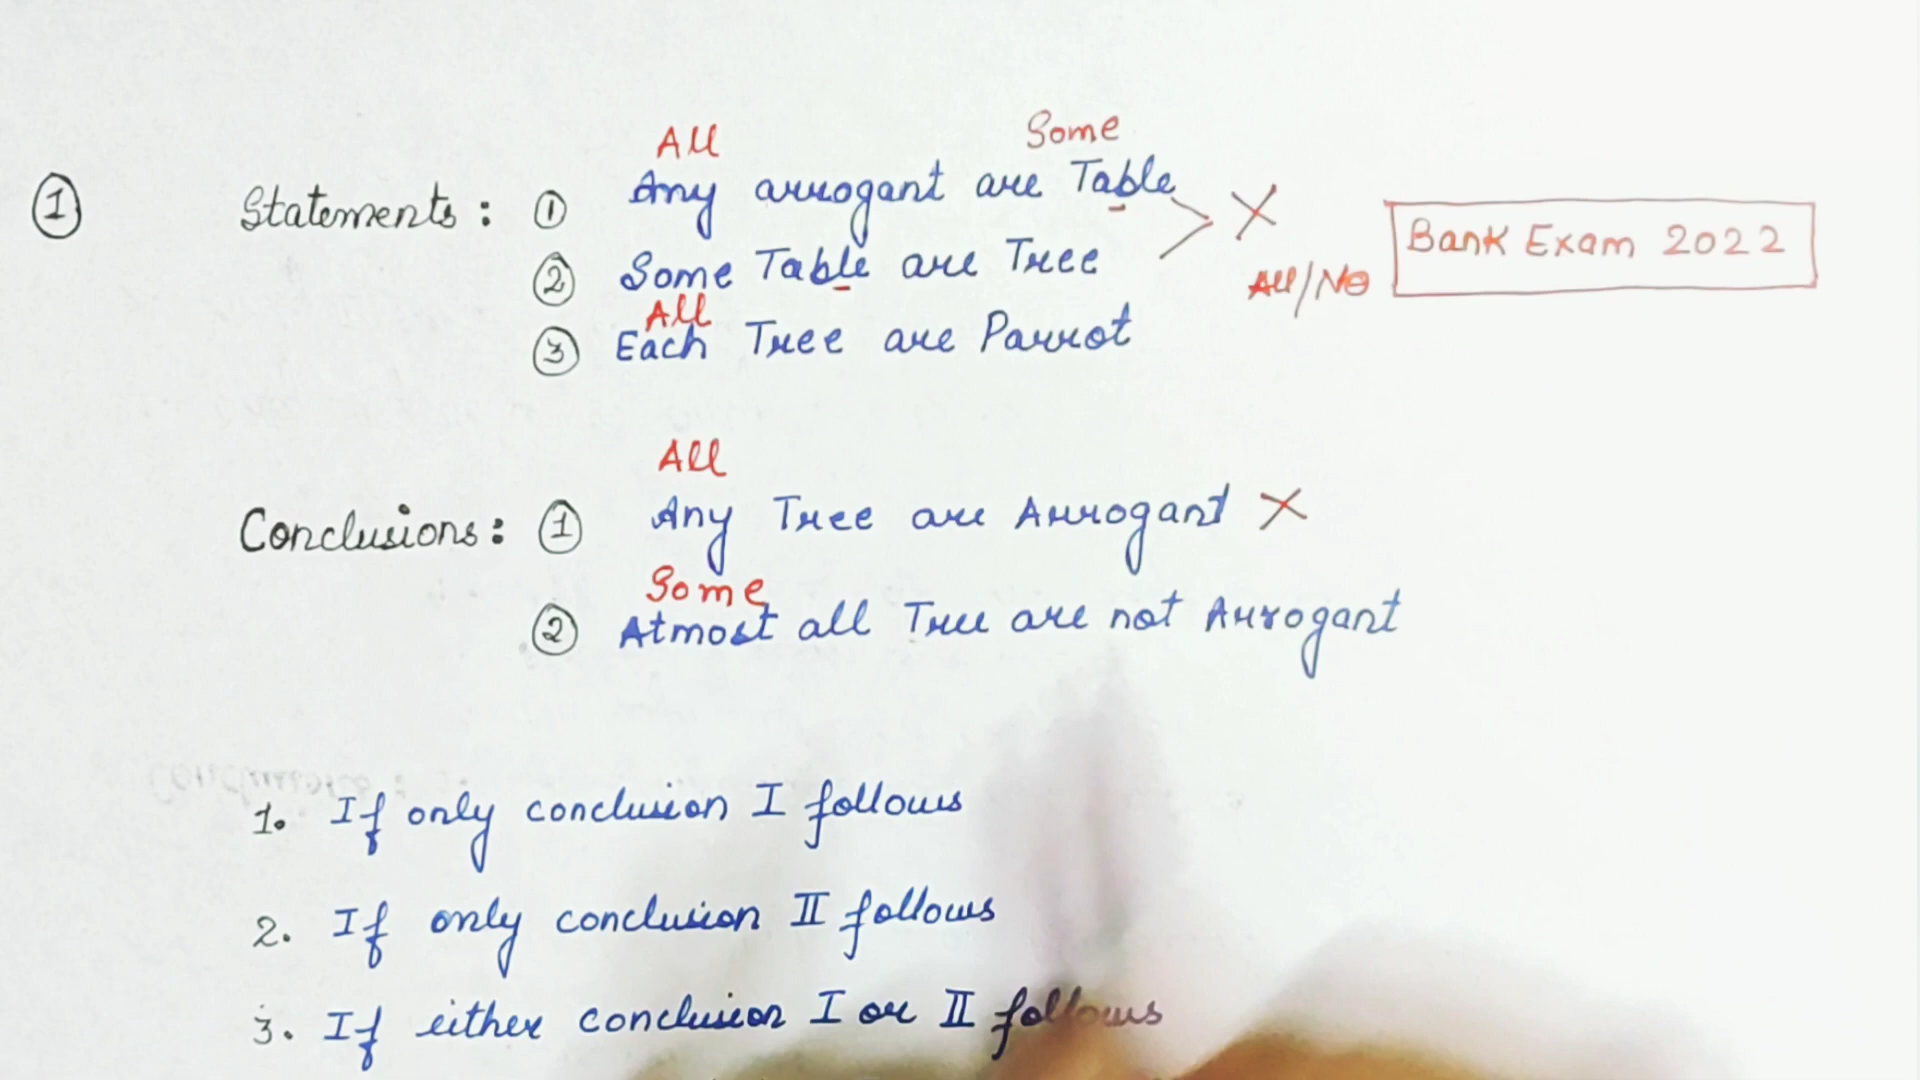 All Some
① Statements: ① Any arrogant are Table
② Some Table are Tree
X
All/No
Bank Exam 2022
All
③ Each Tree are Parrot
All
Conclusions: ① Any Tree are Arrogant X
Some
② Atmost all Tree are not Arrogant
1. If only conclusion I follows
2. If only conclusion II follows
3. If either conclusion I or II follows